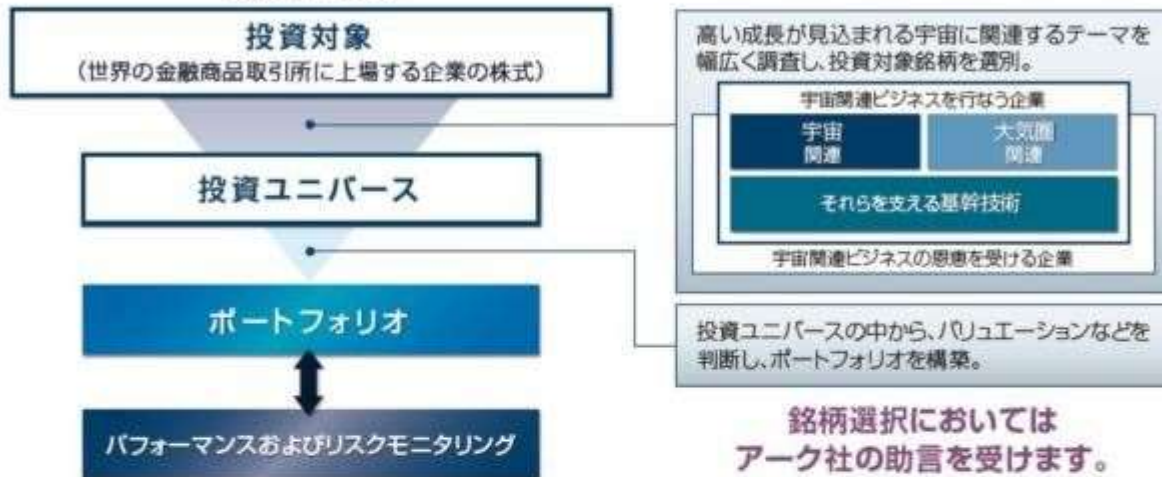 投資対象
(世界の金融商品取引所に上場する企業の株式)
投資ユニバース
ポートフォリオ
パフォーマンスおよびリスクモニタリング
高い成長が見込まれる宇宙に関連するテーマを
幅広く調査し、投資対象銘柄を選別。
宇宙関連ビジネスを行なう企業
宇宙
関連
大気圏
関連
それらを支える基幹技術
宇宙関連ビジネスの恩恵を受ける企業
投資ユニバースの中から、バリュエーションなどを
判断し、ポートフォリオを構築。
銘柄選択においては
アーク社の助言を受けます。